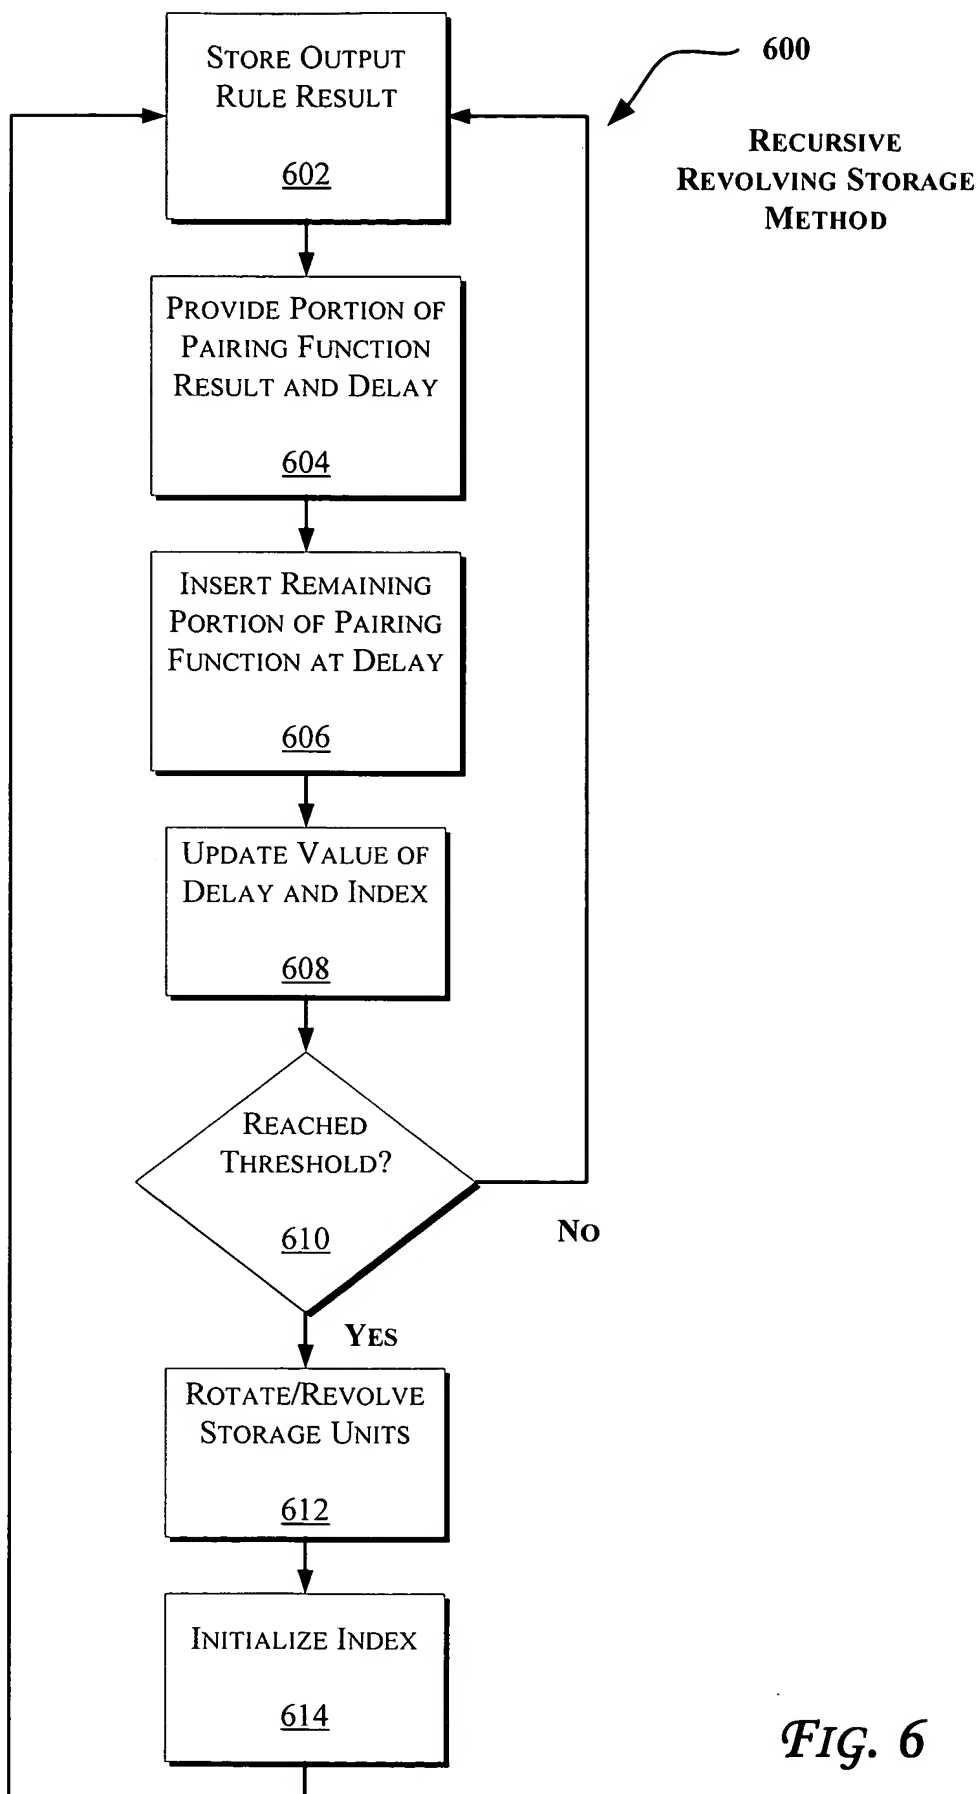 STORE OUTPUT
RULE RESULT
602
600
RECURSIVE
REVOLVING STORAGE
METHOD
PROVIDE PORTION OF
PAIRING FUNCTION
RESULT AND DELAY
604
INSERT REMAINING
PORTION OF PAIRING
FUNCTION AT DELAY
606
UPDATE VALUE OF
DELAY AND INDEX
608
REACHED
THRESHOLD?
610
NO
YES
ROTATE/REVOLVE
STORAGE UNITS
612
INITIALIZE INDEX
614
FIG. 6